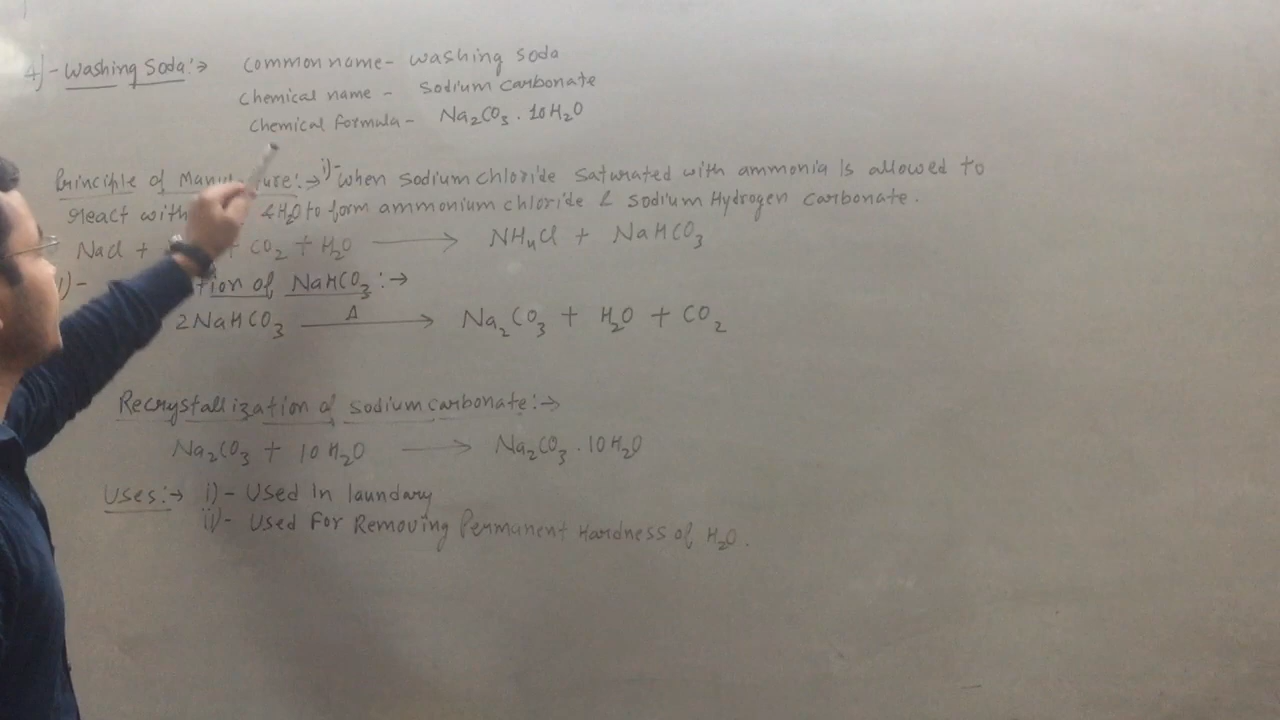 4)- Washing Soda:→ Common name- washing soda
Chemical name - Sodium carbonate
Chemical formula- Na₂CO₃.10H₂O
Principle of :→ i)- When Sodium chloride Saturated with ammonia is allowed to
React with &H₂O to form ammonium chloride & Sodium Hydrogen carbonate.
NaCl + + CO₂ + H₂O ⟶ NH₄Cl + NaHCO₃
of NaHCO₃:→
2NaHCO₃ —Δ→ Na₂CO₃ + H₂O + CO₂
Recrystallization of sodium carbonate:→
Na₂CO₃ + 10H₂O ⟶ Na₂CO₃.10H₂O
Uses:→ i)- Used In laundary
ii)- Used For Removing Permanent Hardness of H₂O.